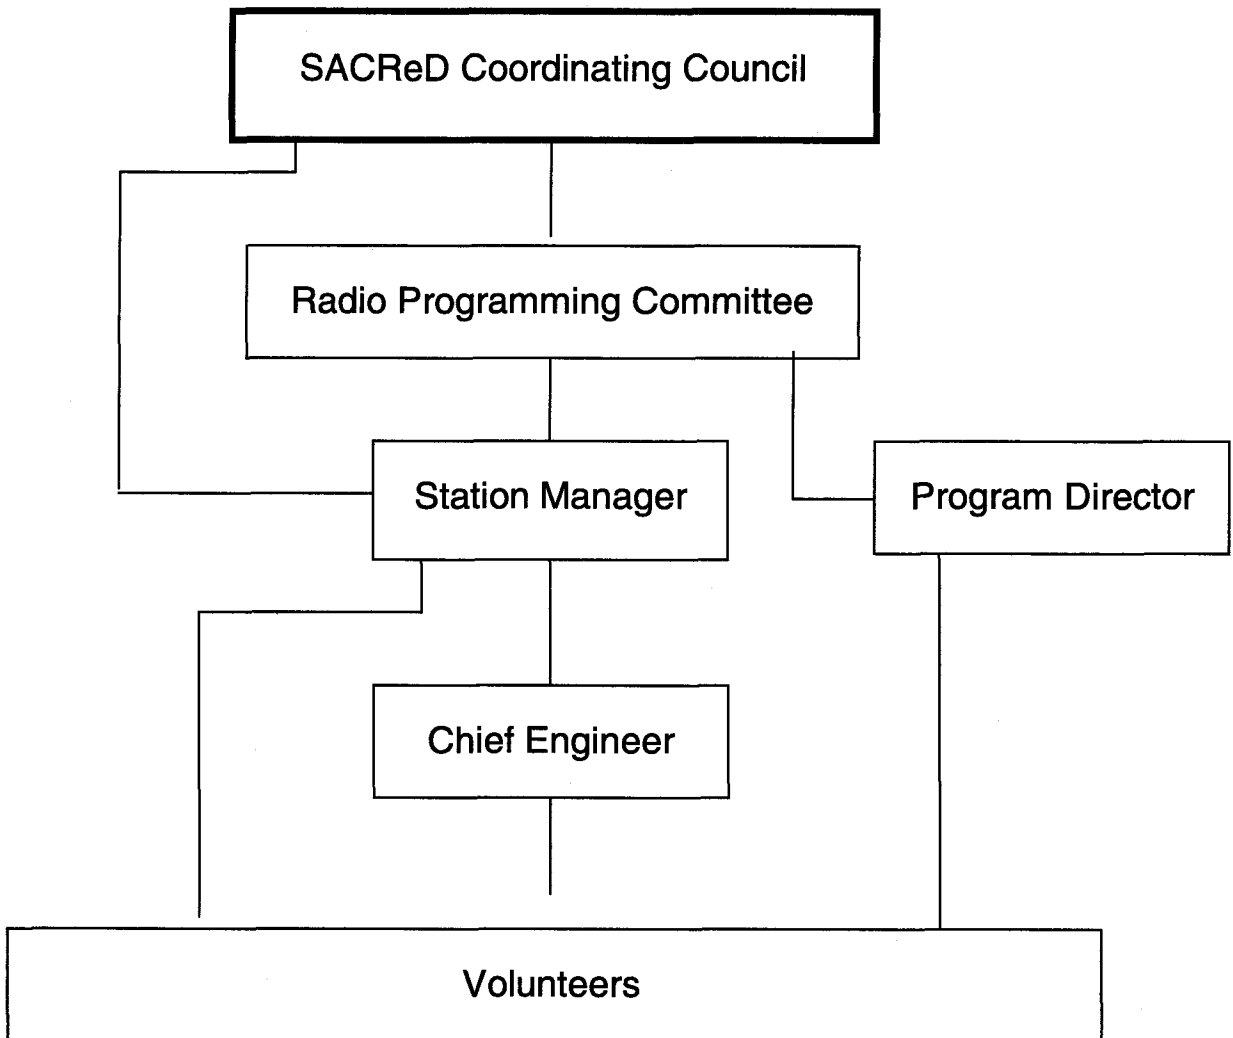 SACReD Coordinating Council
Radio Programming Committee
Station Manager
Program Director
Chief Engineer
Volunteers